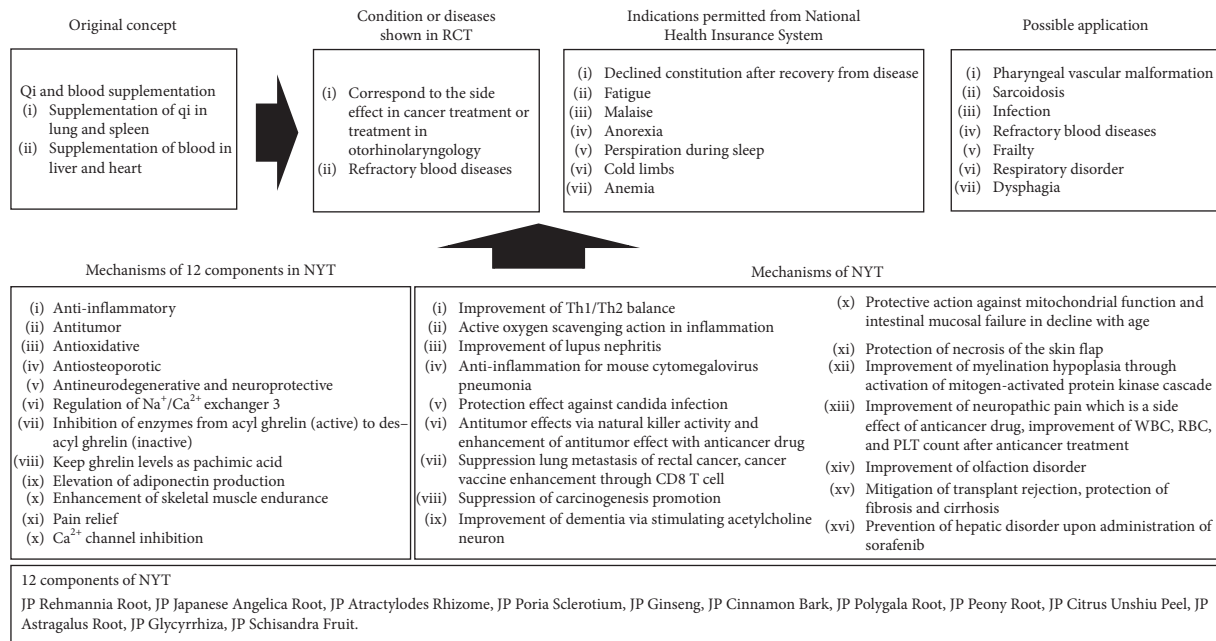 Original concept
Qi and blood supplementation
(i) Supplementation of qi in
lung and spleen
(ii) Supplementation of blood in
liver and heart
Condition or diseases
shown in RCT
(i) Correspond to the side
effect in cancer treatment or
treatment in
otorhinolaryngology
(ii) Refractory blood diseases
Indications permitted from National
Health Insurance System
(i) Declined constitution after recovery from disease
(ii) Fatigue
(iii) Malaise
(iv) Anorexia
(v) Perspiration during sleep
(vi) Cold limbs
(vii) Anemia
Possible application
(i) Pharyngeal vascular malformation
(ii) Sarcoidosis
(iii) Infection
(iv) Refractory blood diseases
(v) Frailty
(vi) Respiratory disorder
(vii) Dysphagia
Mechanisms of 12 components in NYT
(i) Anti-inflammatory
(ii) Antitumor
(iii) Antioxidative
(iv) Antiosteoporotic
(v) Antineurodegenerative and neuroprotective
(vi) Regulation of Na⁺/Ca²⁺ exchanger 3
(vii) Inhibition of enzymes from acyl ghrelin (active) to des–
acyl ghrelin (inactive)
(viii) Keep ghrelin levels as pachimic acid
(ix) Elevation of adiponectin production
(x) Enhancement of skeletal muscle endurance
(xi) Pain relief
(x) Ca²⁺ channel inhibition
Mechanisms of NYT
(i) Improvement of Th1/Th2 balance
(ii) Active oxygen scavenging action in inflammation
(iii) Improvement of lupus nephritis
(iv) Anti-inflammation for mouse cytomegalovirus
pneumonia
(v) Protection effect against candida infection
(vi) Antitumor effects via natural killer activity and
enhancement of antitumor effect with anticancer drug
(vii) Suppression lung metastasis of rectal cancer, cancer
vaccine enhancement through CD8 T cell
(viii) Suppression of carcinogenesis promotion
(ix) Improvement of dementia via stimulating acetylcholine
neuron
(x) Protective action against mitochondrial function and
intestinal mucosal failure in decline with age
(xi) Protection of necrosis of the skin flap
(xii) Improvement of myelination hypoplasia through
activation of mitogen-activated protein kinase cascade
(xiii) Improvement of neuropathic pain which is a side
effect of anticancer drug, improvement of WBC, RBC,
and PLT count after anticancer treatment
(xiv) Improvement of olfaction disorder
(xv) Mitigation of transplant rejection, protection of
fibrosis and cirrhosis
(xvi) Prevention of hepatic disorder upon administration of
sorafenib
12 components of NYT
JP Rehmannia Root, JP Japanese Angelica Root, JP Atractylodes Rhizome, JP Poria Sclerotium, JP Ginseng, JP Cinnamon Bark, JP Polygala Root, JP Peony Root, JP Citrus Unshiu Peel, JP
Astragalus Root, JP Glycyrrhiza, JP Schisandra Fruit.